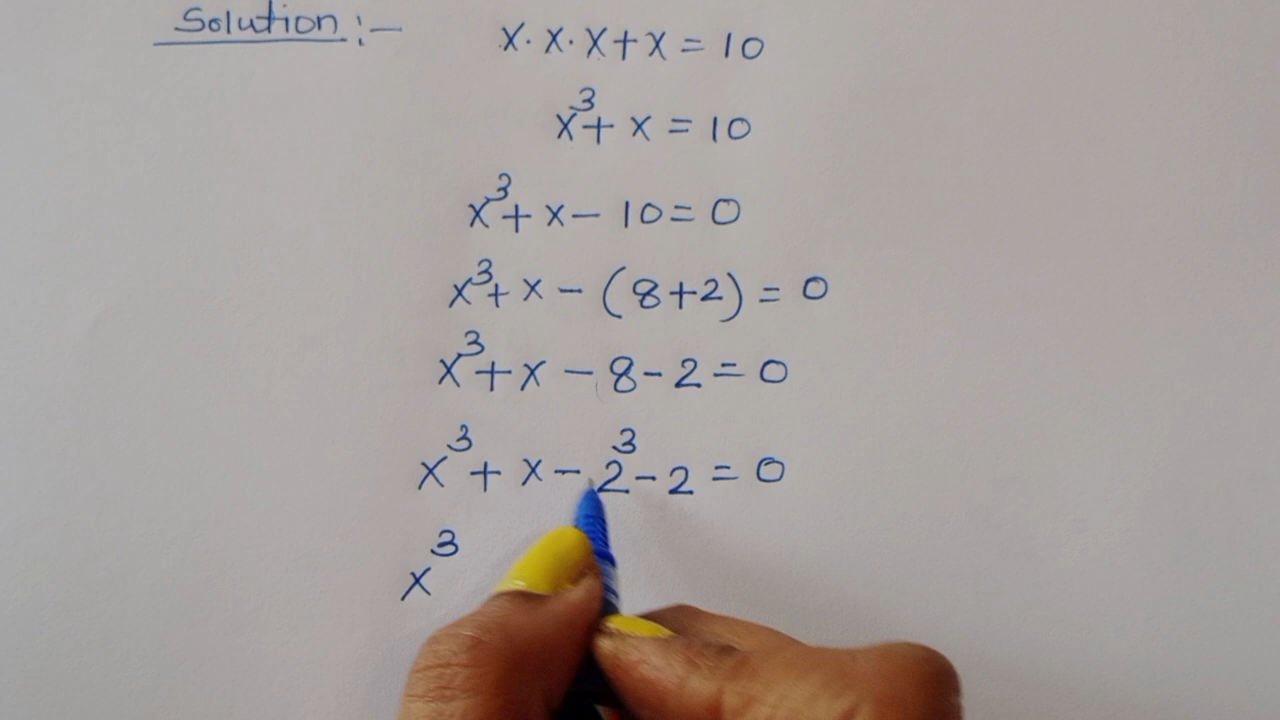 Solution :-
x · x · x + x = 10
x³ + x = 10
x³ + x - 10 = 0
x³ + x - (8 + 2) = 0
x³ + x - 8 - 2 = 0
x³ + x - 2³ - 2 = 0
x³